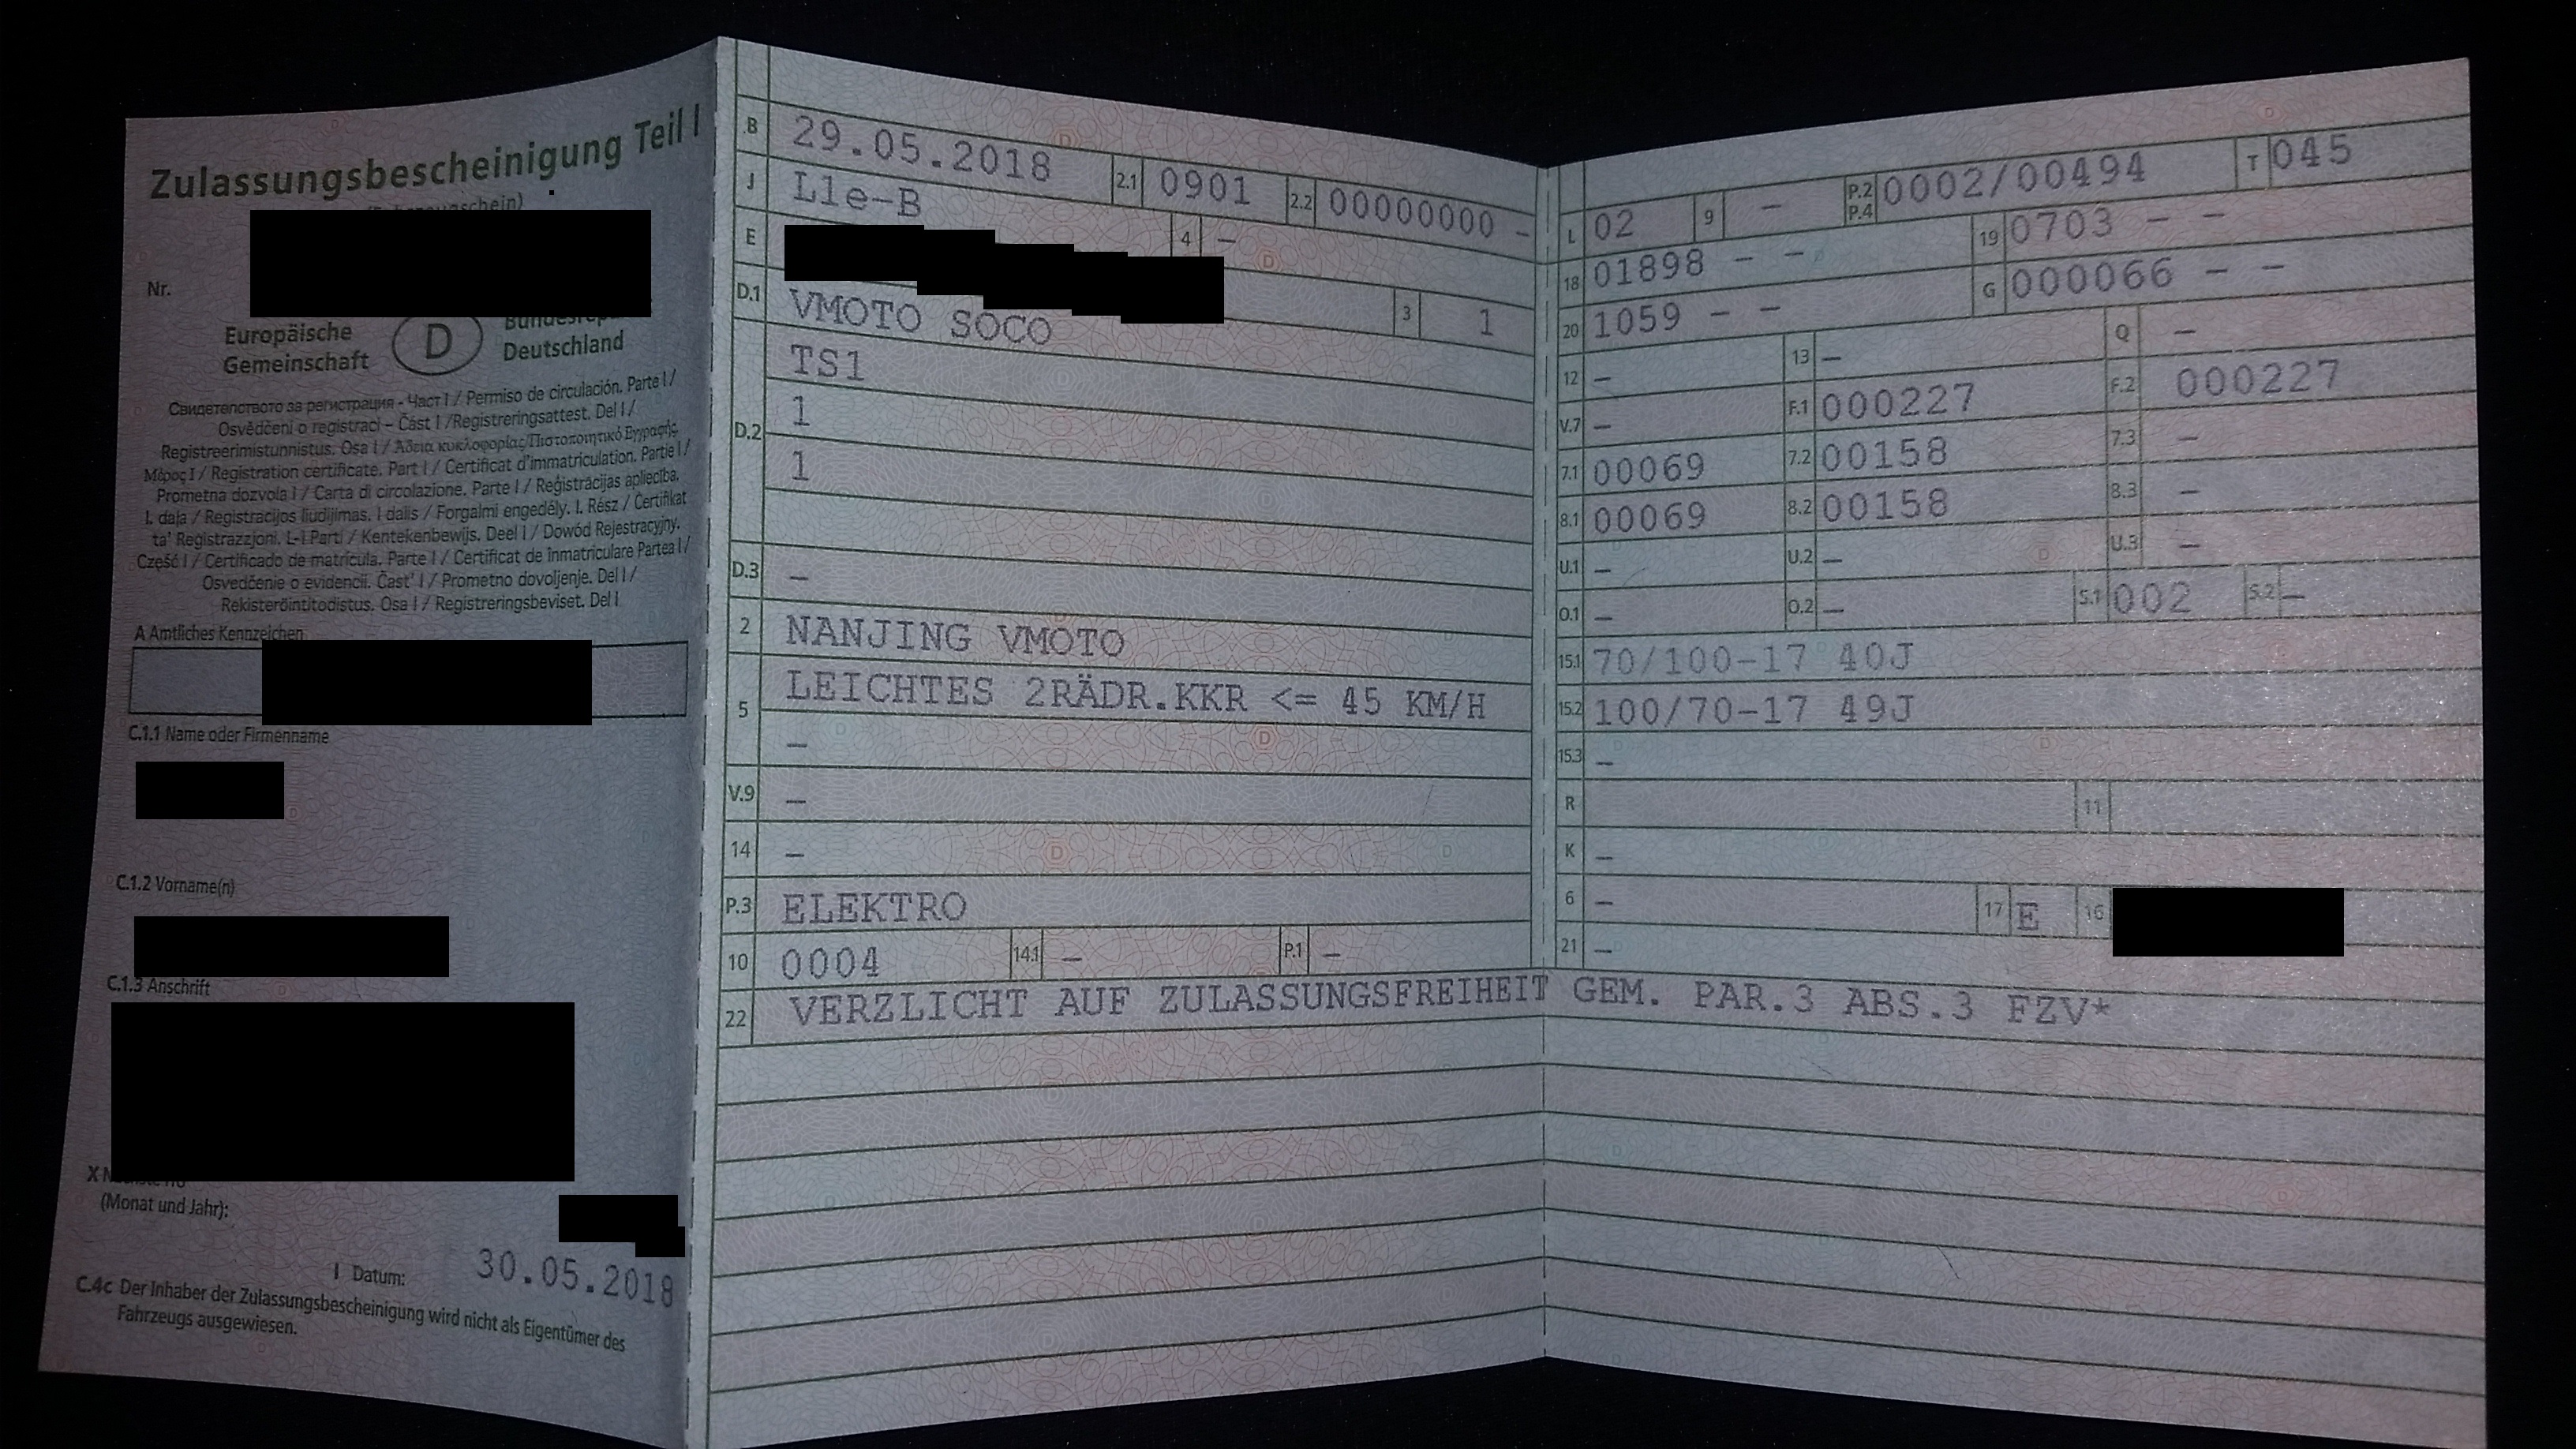 Zulassungsbescheinigung Teil I
Nr.
Europäische Gemeinschaft
D
Deutschland
Свидетелството за регистрация - Част I / Permiso de circulación. Parte I /
Osvědčení o registraci – Část I /Registreringsattest. Del I /
Registreerimistunnistus. Osa I / Άδεια κυκλοφορίας/Πιστοποιητικό Εγγραφής
Μέρος I / Registration certificate. Part I / Certificat d'immatriculation. Partie I /
Prometna dozvola I / Carta di circolazione. Parte I / Reģistrācijas apliecība.
I. daļa / Registracijos liudijimas. I dalis / Forgalmi engedély. I. Rész / Ċertifikat
ta' Reġistrazzjoni. L-I Parti / Kentekenbewijs. Deel I / Dowód Rejestracyjny.
Część I / Certificado de matrícula. Parte I / Certificat de înmatriculare Partea I /
Osvedčenie o evidencii. Časť I / Prometno dovoljenje. Del I /
Rekisteröintitodistus. Osa I / Registreringsbeviset. Del I
A Amtliches Kennzeichen
C.1.1 Name oder Firmenname
C.1.2 Vorname(n)
C.1.3 Anschrift
X
(Monat und Jahr):
I Datum: 30.05.2018
C.4c Der Inhaber der Zulassungsbescheinigung wird nicht als Eigentümer des
Fahrzeugs ausgewiesen.
B 29.05.2018 2.1 0901 2.2 00000000 –
J L1e-B
E 4 –
D.1 VMOTO SOCO 3 1
D.2 TS1
1
1
D.3 –
2 NANJING VMOTO
5 LEICHTES 2RÄDR.KKR <= 45 KM/H
–
V.9 –
14 –
P.3 ELEKTRO
10 0004 14.1 – P.1 –
L 02 9 – P.2 P.4 0002/00494 T 045
18 01898 – – 19 0703 – –
20 1059 – – G 000066 – –
12 – 13 – Q –
V.7 – F.1 000227 F.2 000227
7.1 00069 7.2 00158 7.3 –
8.1 00069 8.2 00158 8.3 –
U.1 – U.2 – U.3 –
O.1 – O.2 – S.1 002 S.2 –
15.1 70/100-17 40J
15.2 100/70-17 49J
15.3 –
R 11
K –
6 – 17 E 16
21 –
22 VERZLICHT AUF ZULASSUNGSFREIHEIT GEM. PAR.3 ABS.3 FZV*